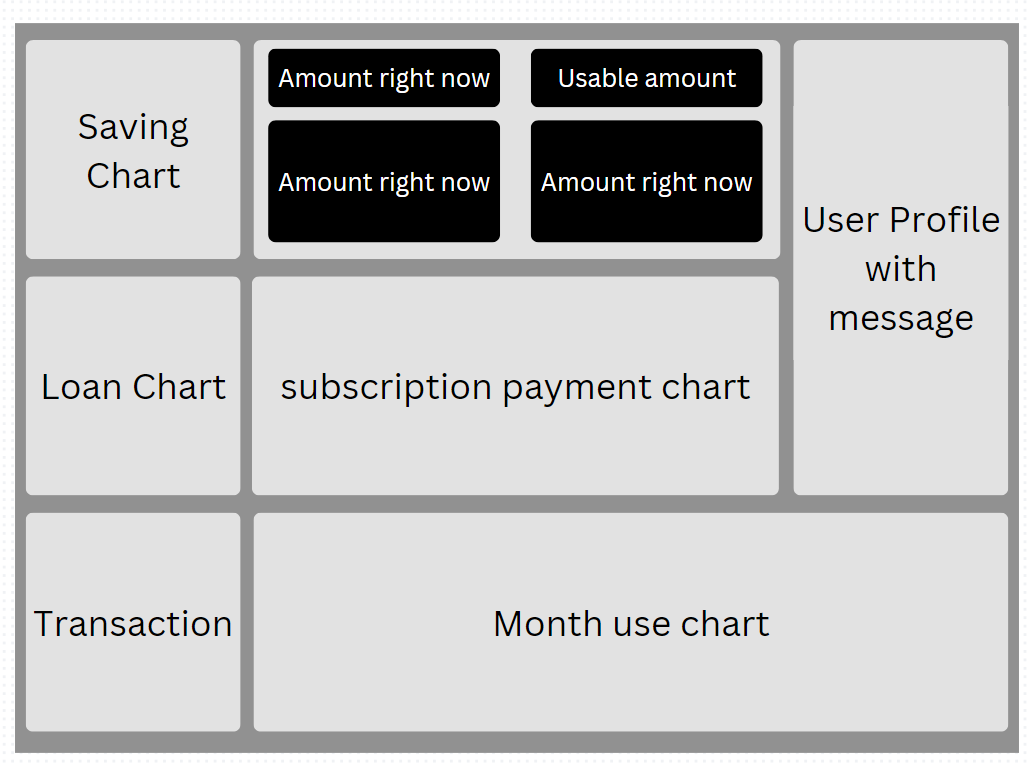 Saving
Chart
Amount right now
Usable amount
Amount right now
Amount right now
User Profile
with
message
Loan Chart
subscription payment chart
Transaction
Month use chart